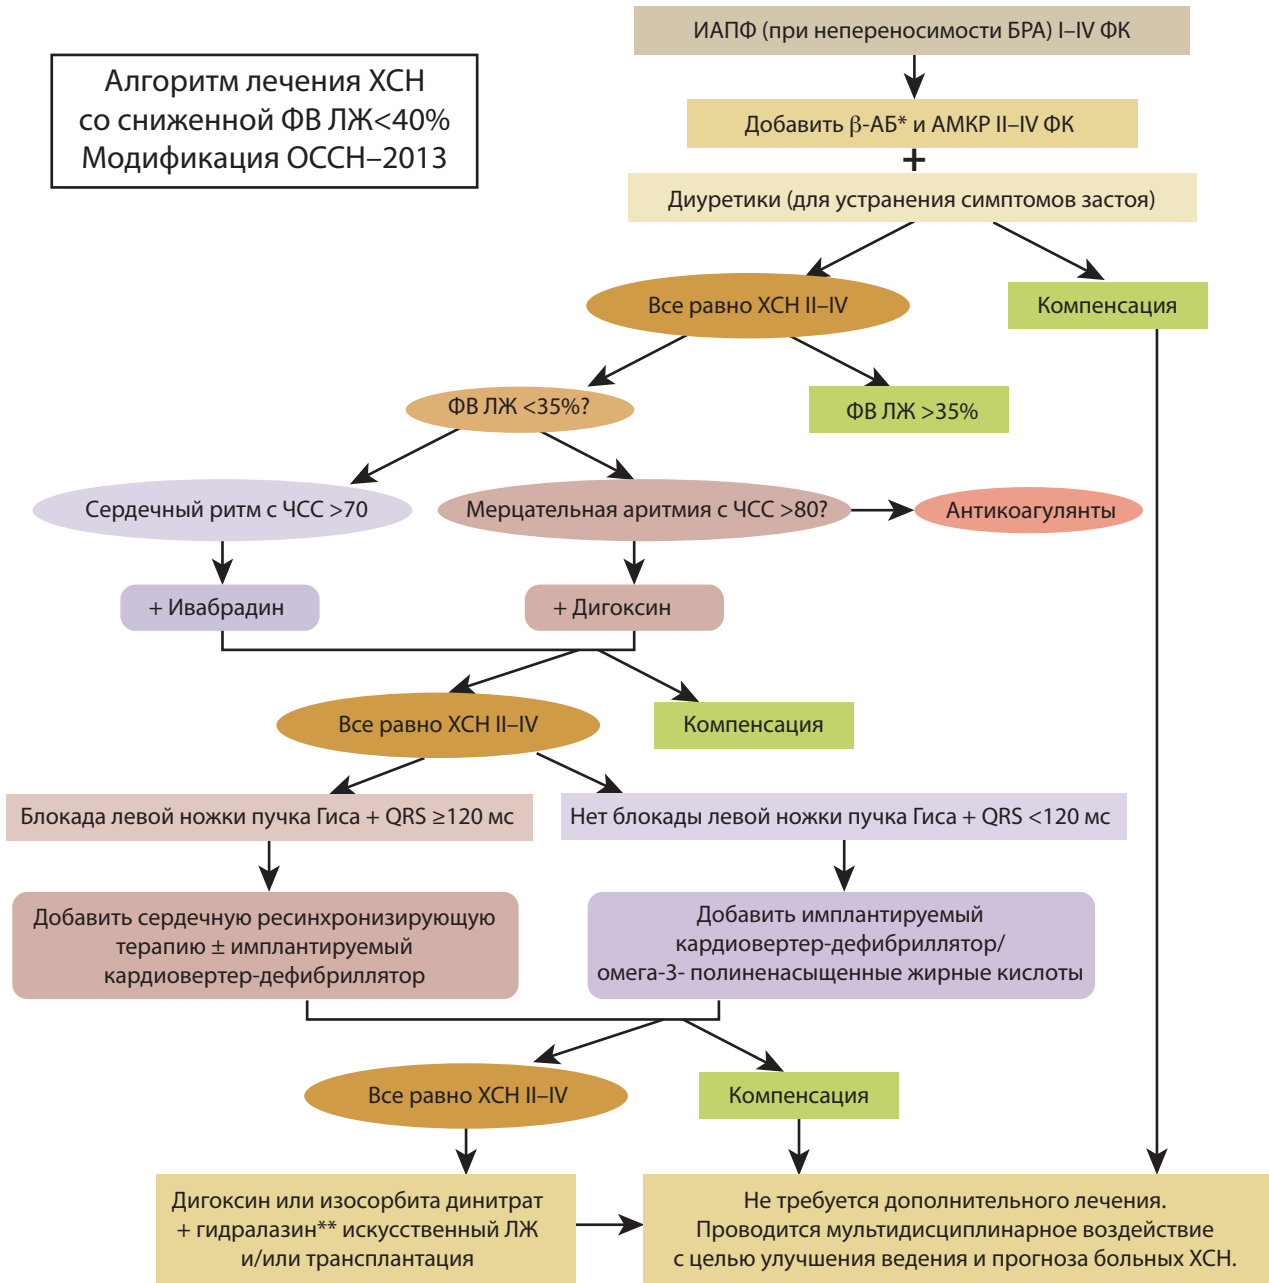 Алгоритм лечения ХСН
со сниженной ФВ ЛЖ<40%
Модификация ОССН–2013
ИАПФ (при непереносимости БРА) I–IV ФК
Добавить β-АБ* и АМКР II–IV ФК
+
Диуретики (для устранения симптомов застоя)
Все равно ХСН II–IV
Компенсация
ФВ ЛЖ <35%?
ФВ ЛЖ >35%
Сердечный ритм с ЧСС >70
Мерцательная аритмия с ЧСС >80?
Антикоагулянты
+ Ивабрадин
+ Дигоксин
Все равно ХСН II–IV
Компенсация
Блокада левой ножки пучка Гиса + QRS ≥120 мс
Нет блокады левой ножки пучка Гиса + QRS <120 мс
Добавить сердечную ресинхронизирующую
терапию ± имплантируемый
кардиовертер-дефибриллятор
Добавить имплантируемый
кардиовертер-дефибриллятор/
омега-3- полиненасыщенные жирные кислоты
Все равно ХСН II–IV
Компенсация
Дигоксин или изосорбита динитрат
+ гидралазин** искусственный ЛЖ
и/или трансплантация
Не требуется дополнительного лечения.
Проводится мультидисциплинарное воздействие
с целью улучшения ведения и прогноза больных ХСН.